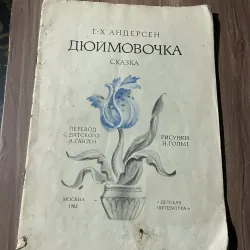 Г·Х АНДЕРСЕН
ДЮЙМОВОЧКА
СКАЗКА
ПЕРЕВОД
С ДАТСКОГО
А. ГАНЗЕН
РИСУНКИ
Н. ГОЛЬЦ
МОСКВА
1982
«ДЕТСКАЯ
ЛИТЕРАТУРА»